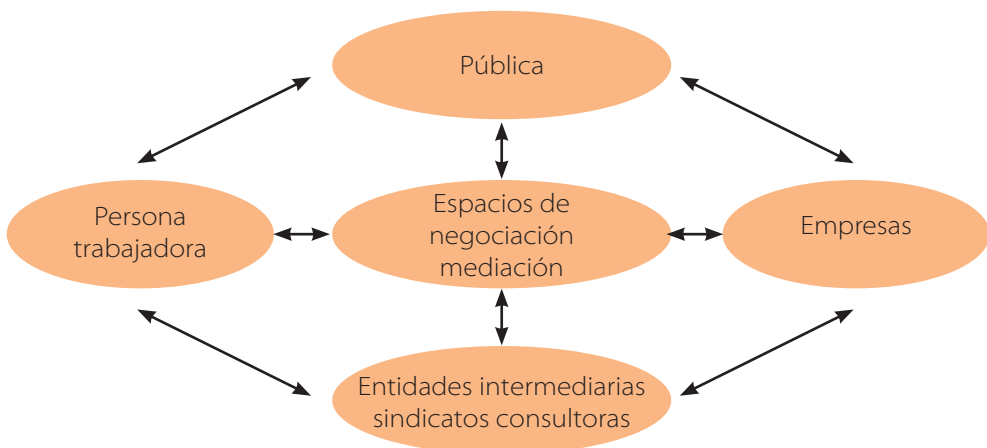 Pública
Persona
trabajadora
Espacios de
negociación
mediación
Empresas
Entidades intermediarias
sindicatos consultoras